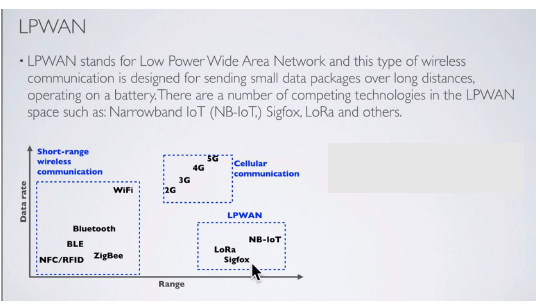 LPWAN
• LPWAN stands for Low Power Wide Area Network and this type of wireless
communication is designed for sending small data packages over long distances,
operating on a battery. There are a number of competing technologies in the LPWAN
space such as: Narrowband IoT (NB-IoT,) Sigfox, LoRa and others.
Short-range
wireless
communication
WiFi
Bluetooth
BLE
NFC/RFID
ZigBee
5G
4G
3G
2G
Cellular
communication
LPWAN
NB-IoT
LoRa
Sigfox
Data rate
Range